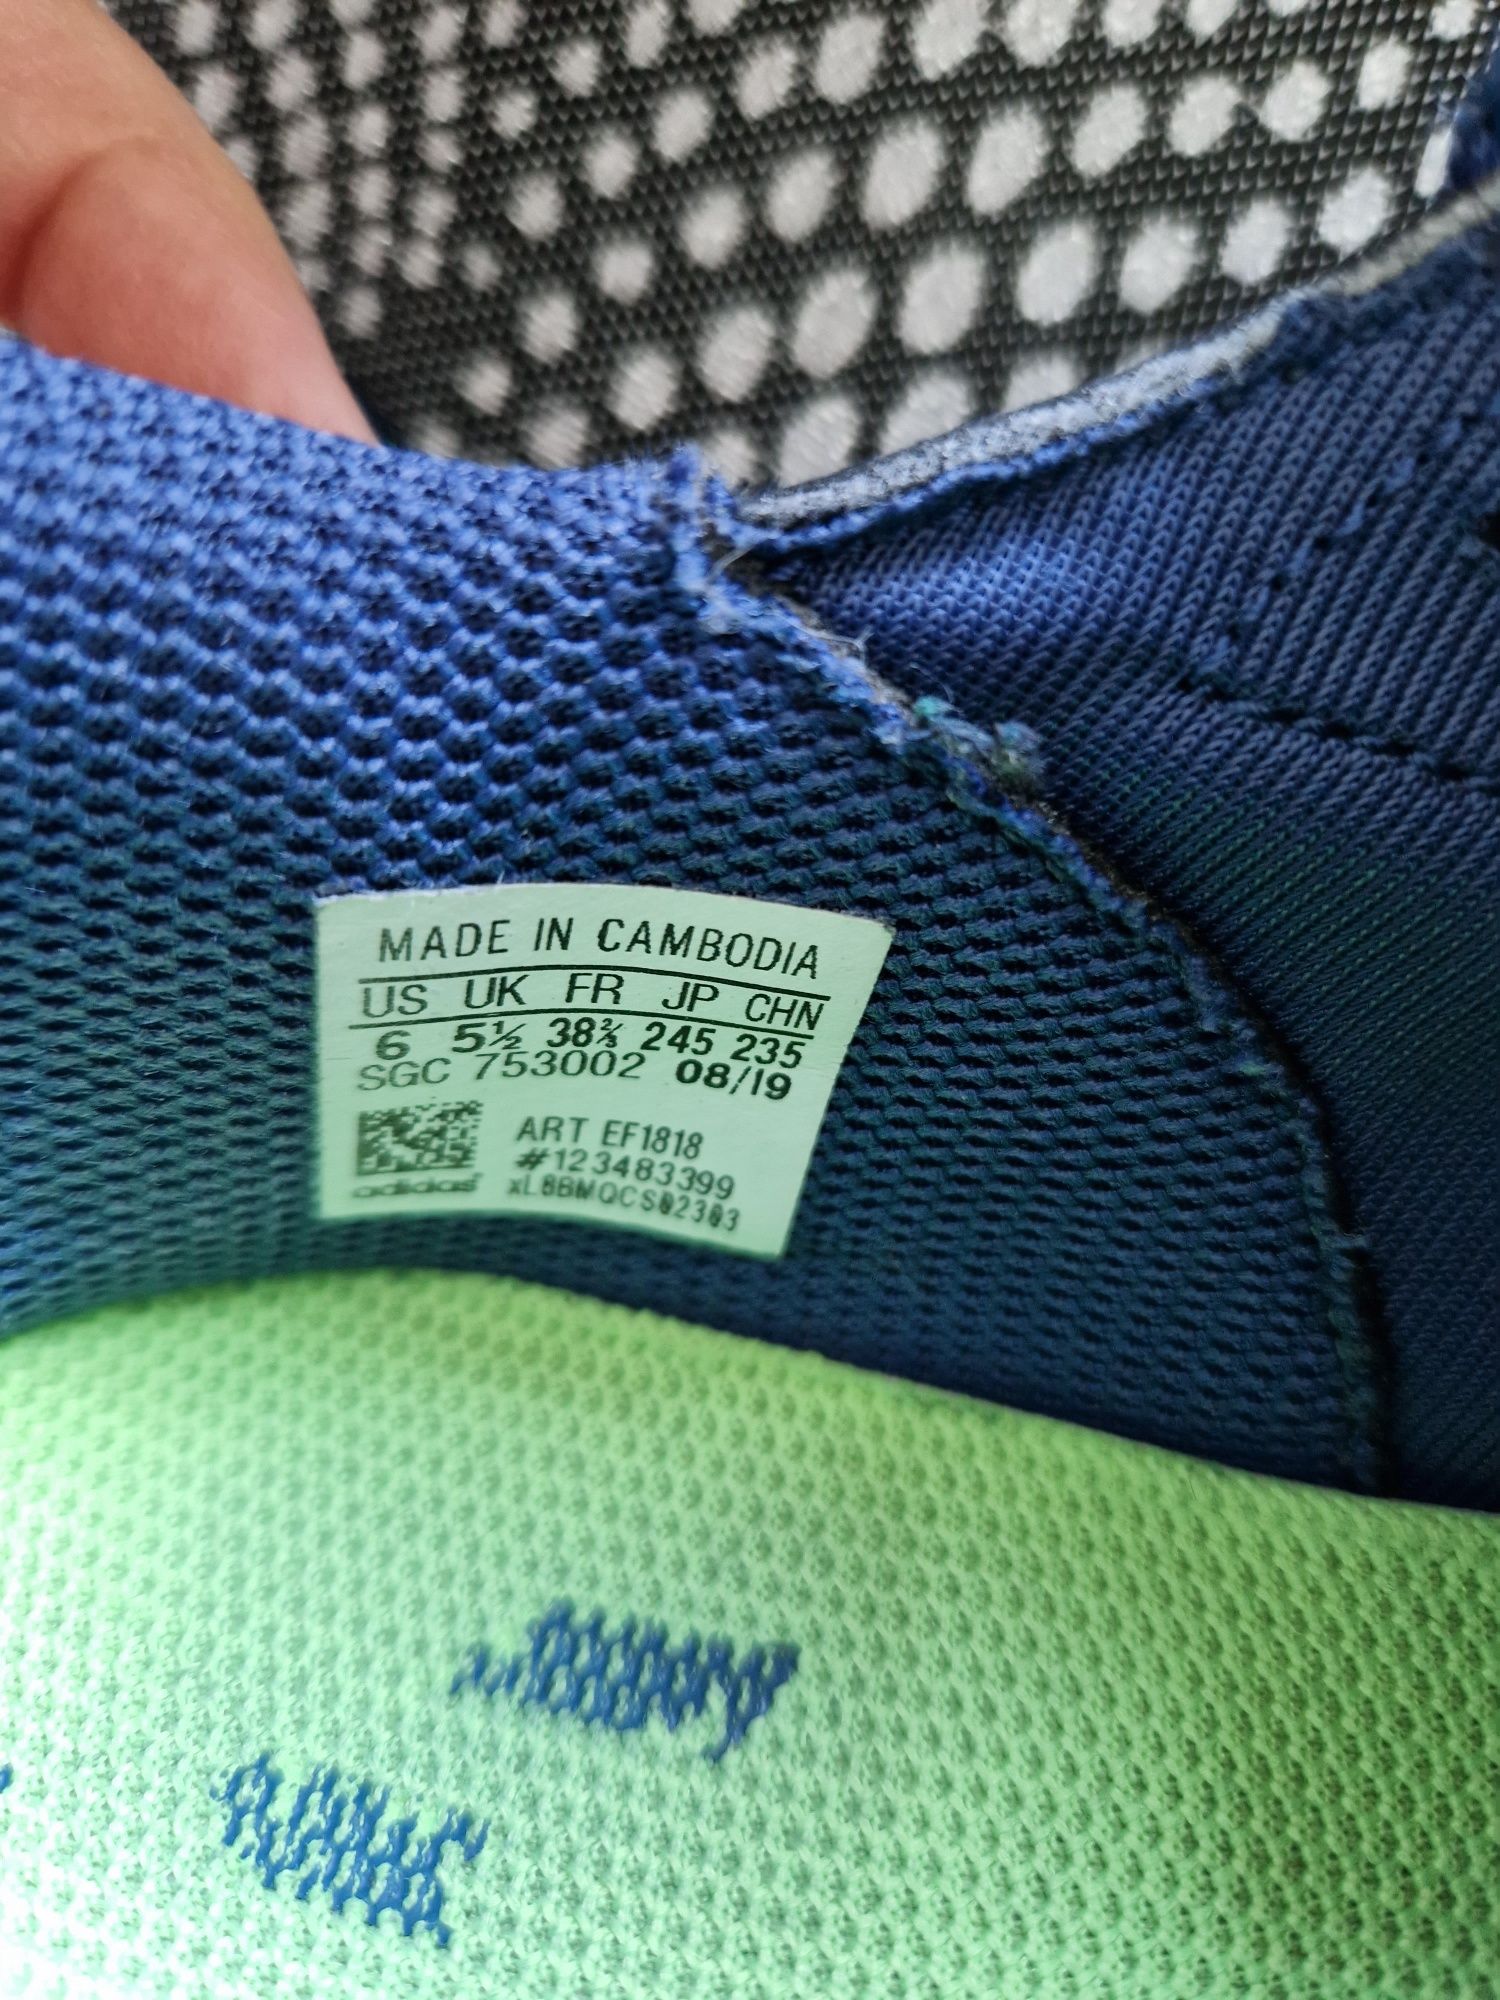 MADE IN CAMBODIA
US UK FR JP CHN
6 5½ 38⅔ 245 235
SGC 753002 08/19
ART EF1818
#123483399
adidas